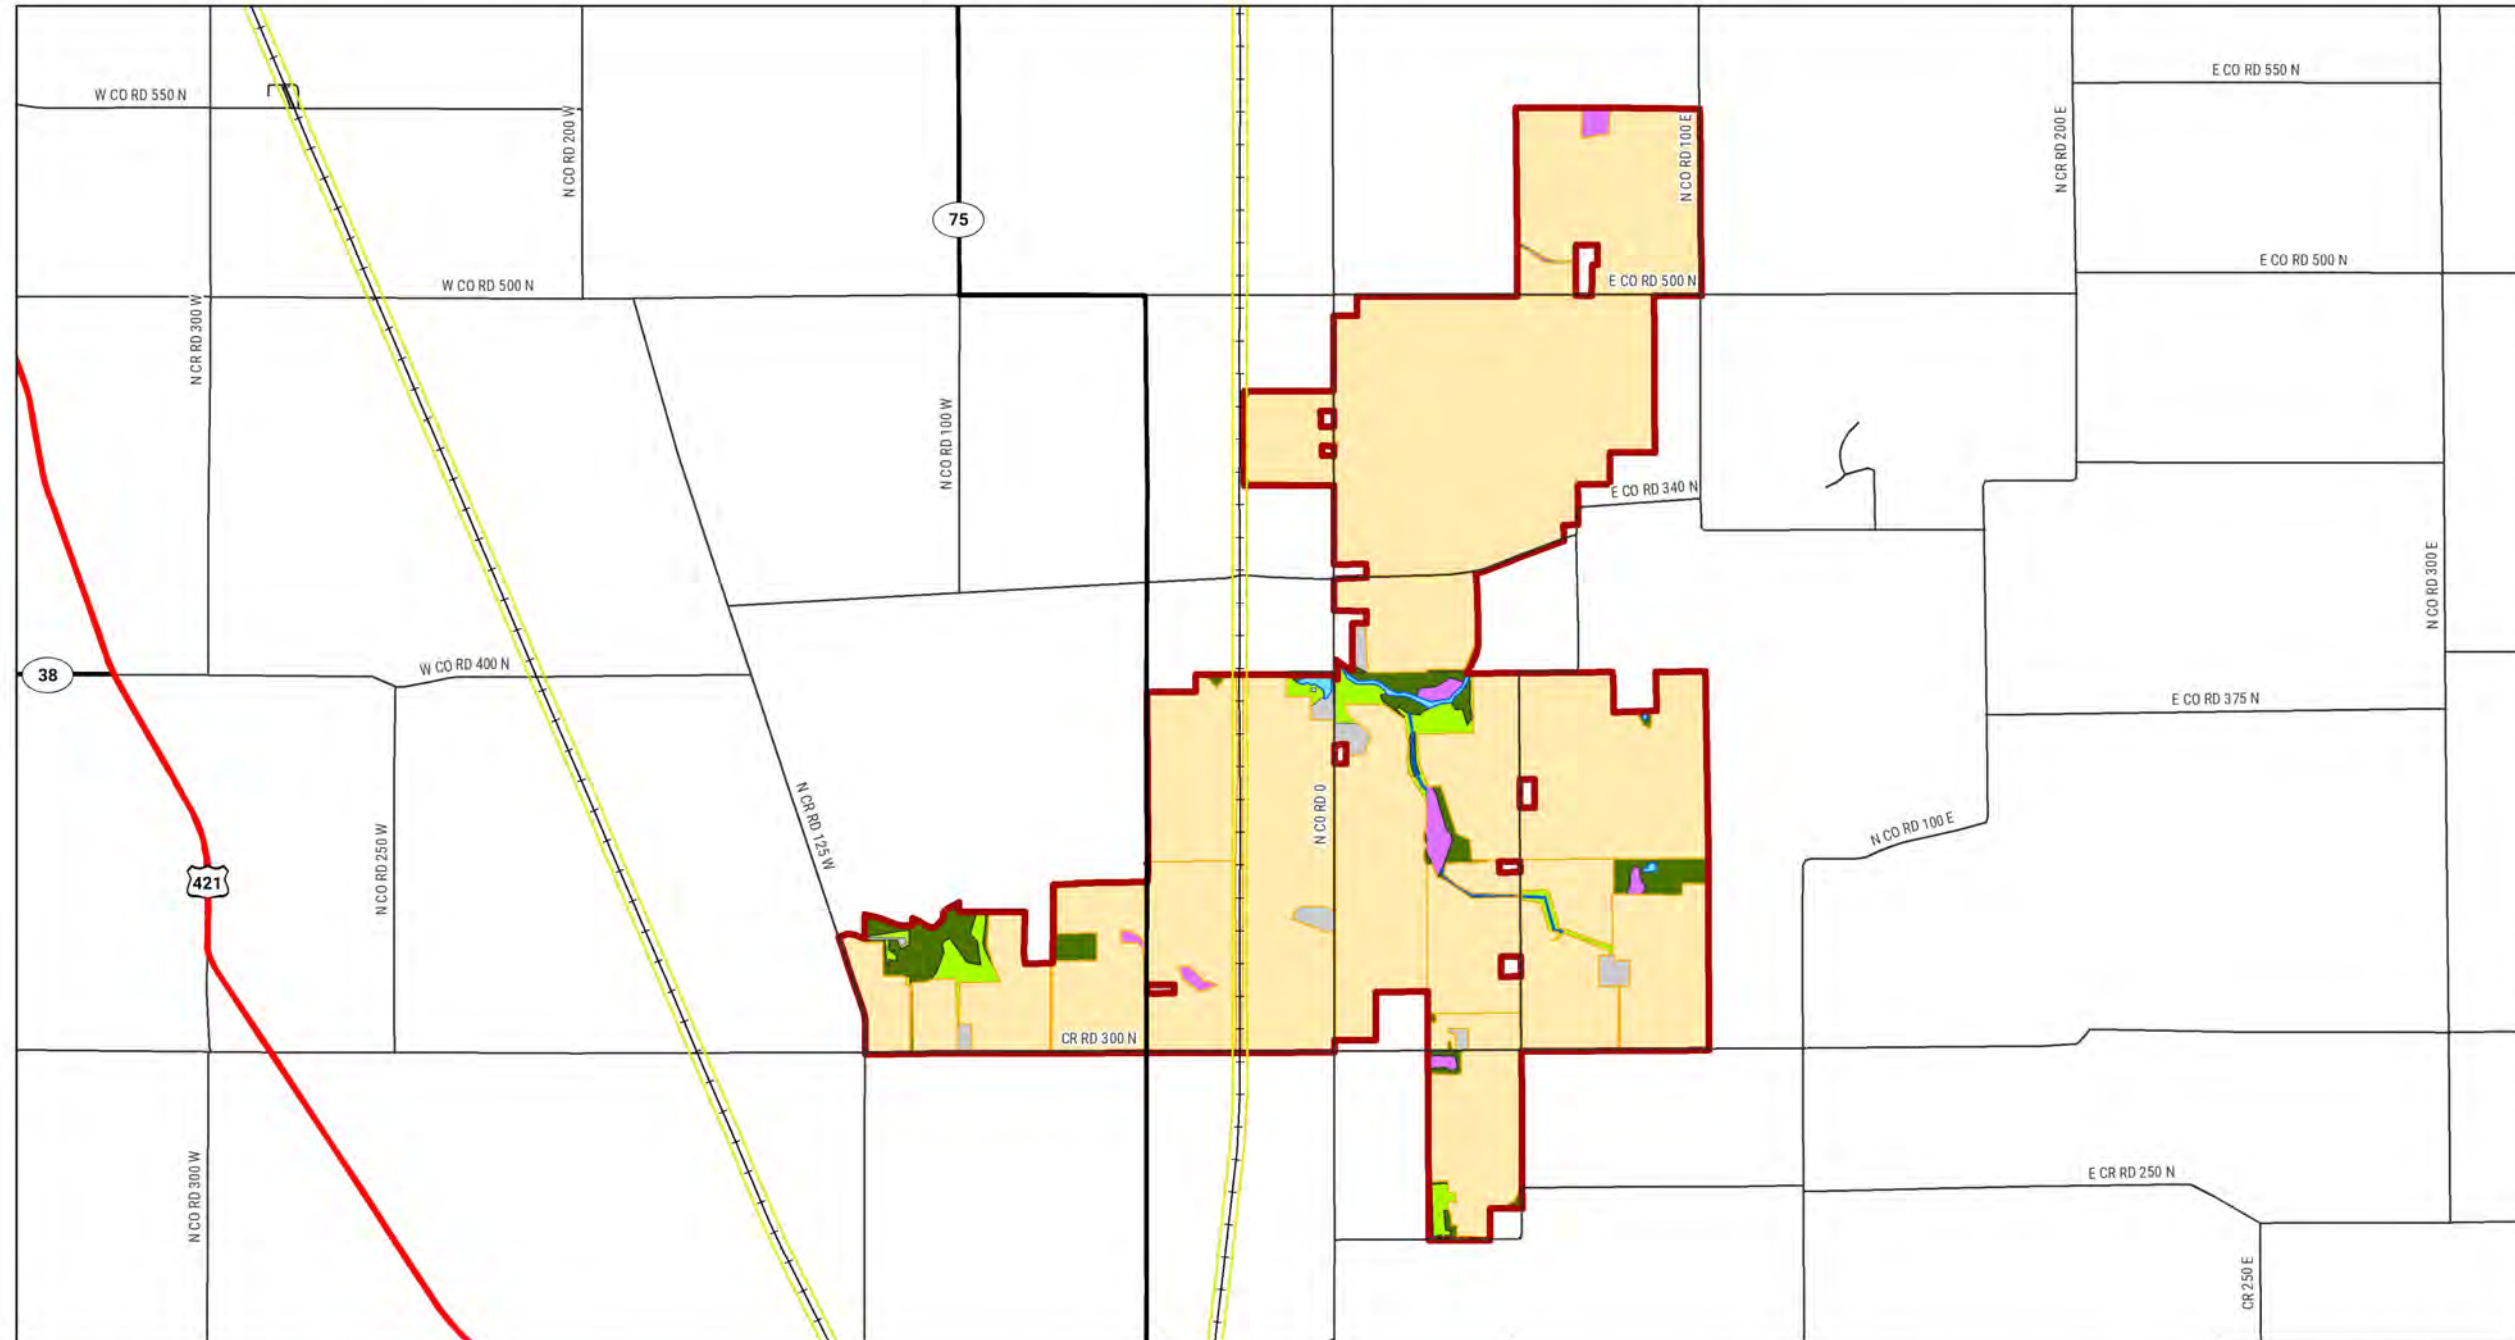 E CO RD 550 N
W CO RD 550 N
N CO RD 200 W
N CO RD 100 E
N CR RD 200 E
75
E CO RD 500 N
W CO RD 500 N
E CO RD 500 N
N CR RD 300 W
N CO RD 100 W
E CO RD 340 N
N CO RD 300 E
38
W CO RD 400 N
E CO RD 375 N
N CR RD 125 W
N CO RD 0
N CO RD 100 E
N CO RD 250 W
421
CR RD 300 N
N CO RD 300 W
E CR RD 250 N
CR 250 E